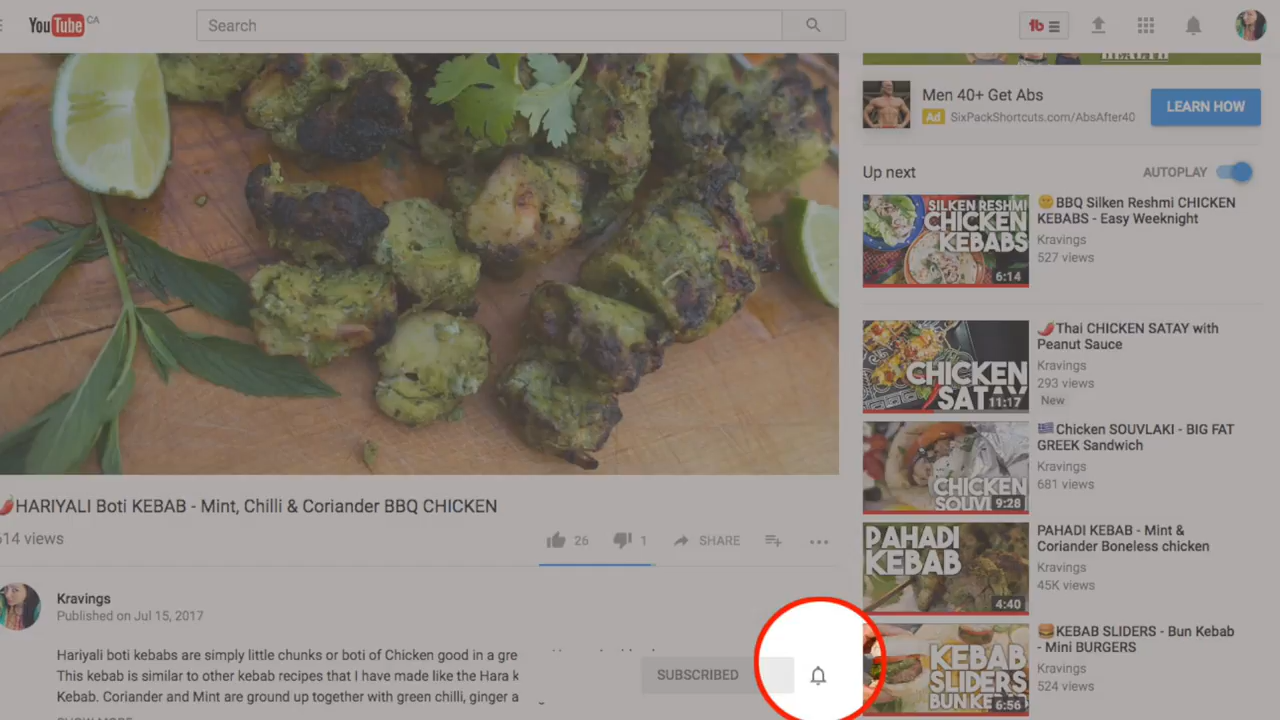 YouTube CA
Search
Men 40+ Get Abs
Ad SixPackShortcuts.com/AbsAfter40
LEARN HOW
Up next
AUTOPLAY
SILKEN RESHMI
CHICKEN
KEBABS
6:14
BBQ Silken Reshmi CHICKEN
KEBABS - Easy Weeknight
Kravings
527 views
CHICKEN
SATAY
11:17
Thai CHICKEN SATAY with
Peanut Sauce
Kravings
293 views
New
CHICKEN
SOUVL
9:28
Chicken SOUVLAKI - BIG FAT
GREEK Sandwich
Kravings
681 views
PAHADI
KEBAB
4:40
PAHADI KEBAB - Mint &
Coriander Boneless chicken
Kravings
45K views
KEBAB
SLIDERS
BUN KEBAB
6:56
KEBAB SLIDERS - Bun Kebab
- Mini BURGERS
Kravings
524 views
HARIYALI Boti KEBAB - Mint, Chilli & Coriander BBQ CHICKEN
614 views
26
1
SHARE
Kravings
Published on Jul 15, 2017
Hariyali boti kebabs are simply little chunks or boti of Chicken good in a gre
This kebab is similar to other kebab recipes that I have made like the Hara k
Kebab. Coriander and Mint are ground up together with green chilli, ginger a
SUBSCRIBED